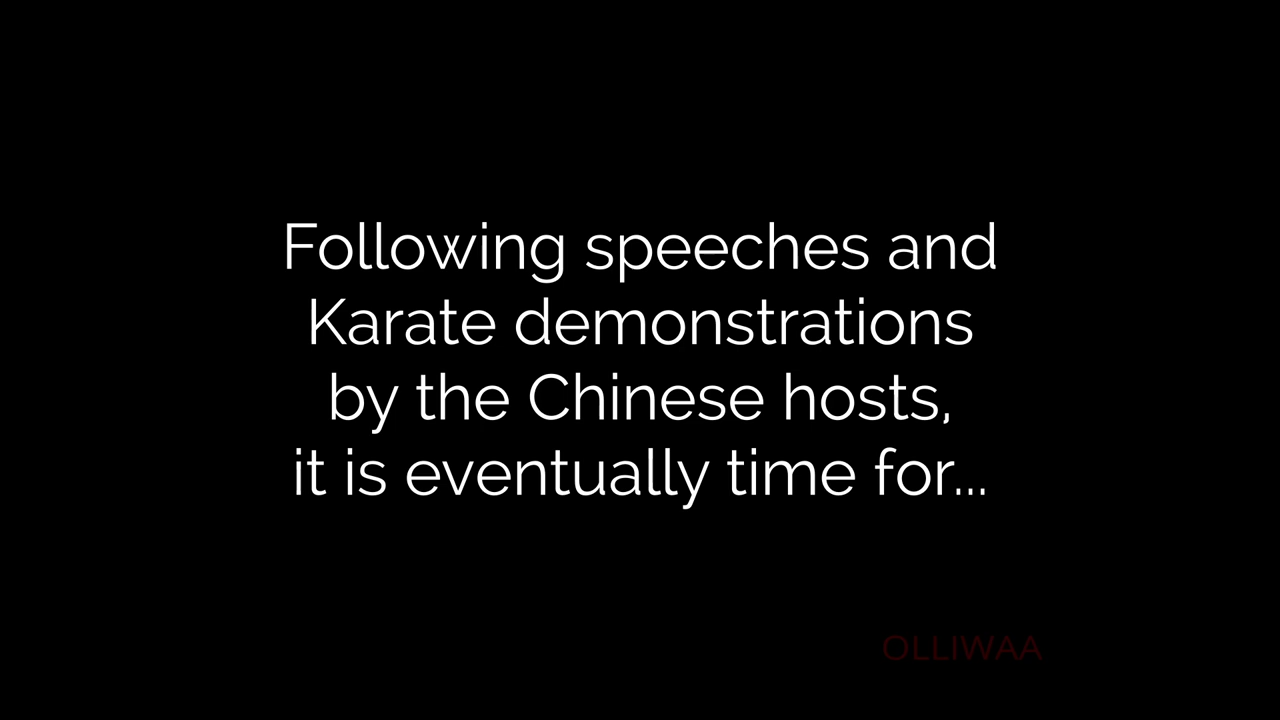 Following speeches and
Karate demonstrations
by the Chinese hosts,
it is eventually time for...
OLLIWAA